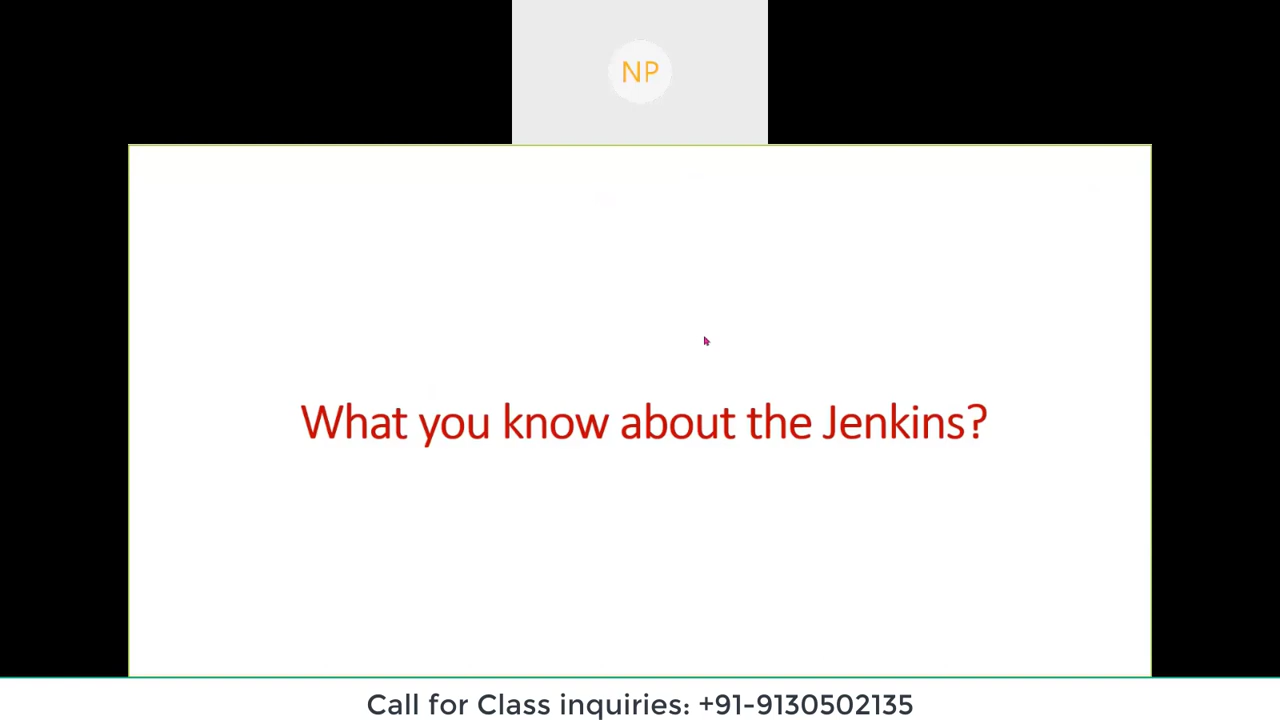 NP
What you know about the Jenkins?
Call for Class inquiries: +91-9130502135